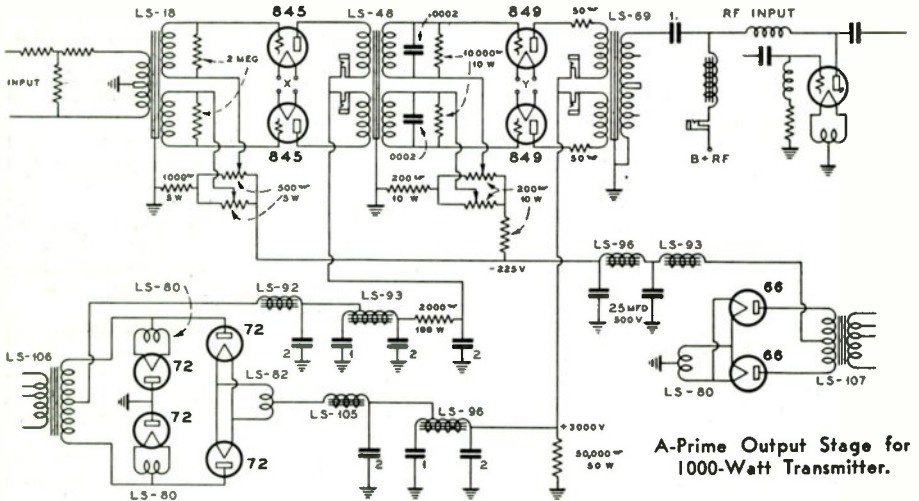 LS-18
845
LS-48
.0002
849
50 ω
LS-69
1.
RF INPUT
INPUT
2 MEG
X
10000 ω
10 W
Y
845
.0002
849
50 ω
B+RF
1000 ω
5 W
500 ω
5 W
200 ω
10 W
200 ω
10 W
-225 V
LS-96
LS-93
25 MFD
500 V
66
66
LS-80
LS-107
LS-80
LS-92
LS-93
2000 ω
188 W
72
2
1
2
2
LS-106
72
LS-82
72
LS-105
LS-96
72
+3000 V
2
1
2
50,000 ω
50 W
LS-80
A-Prime Output Stage for
1000-Watt Transmitter.